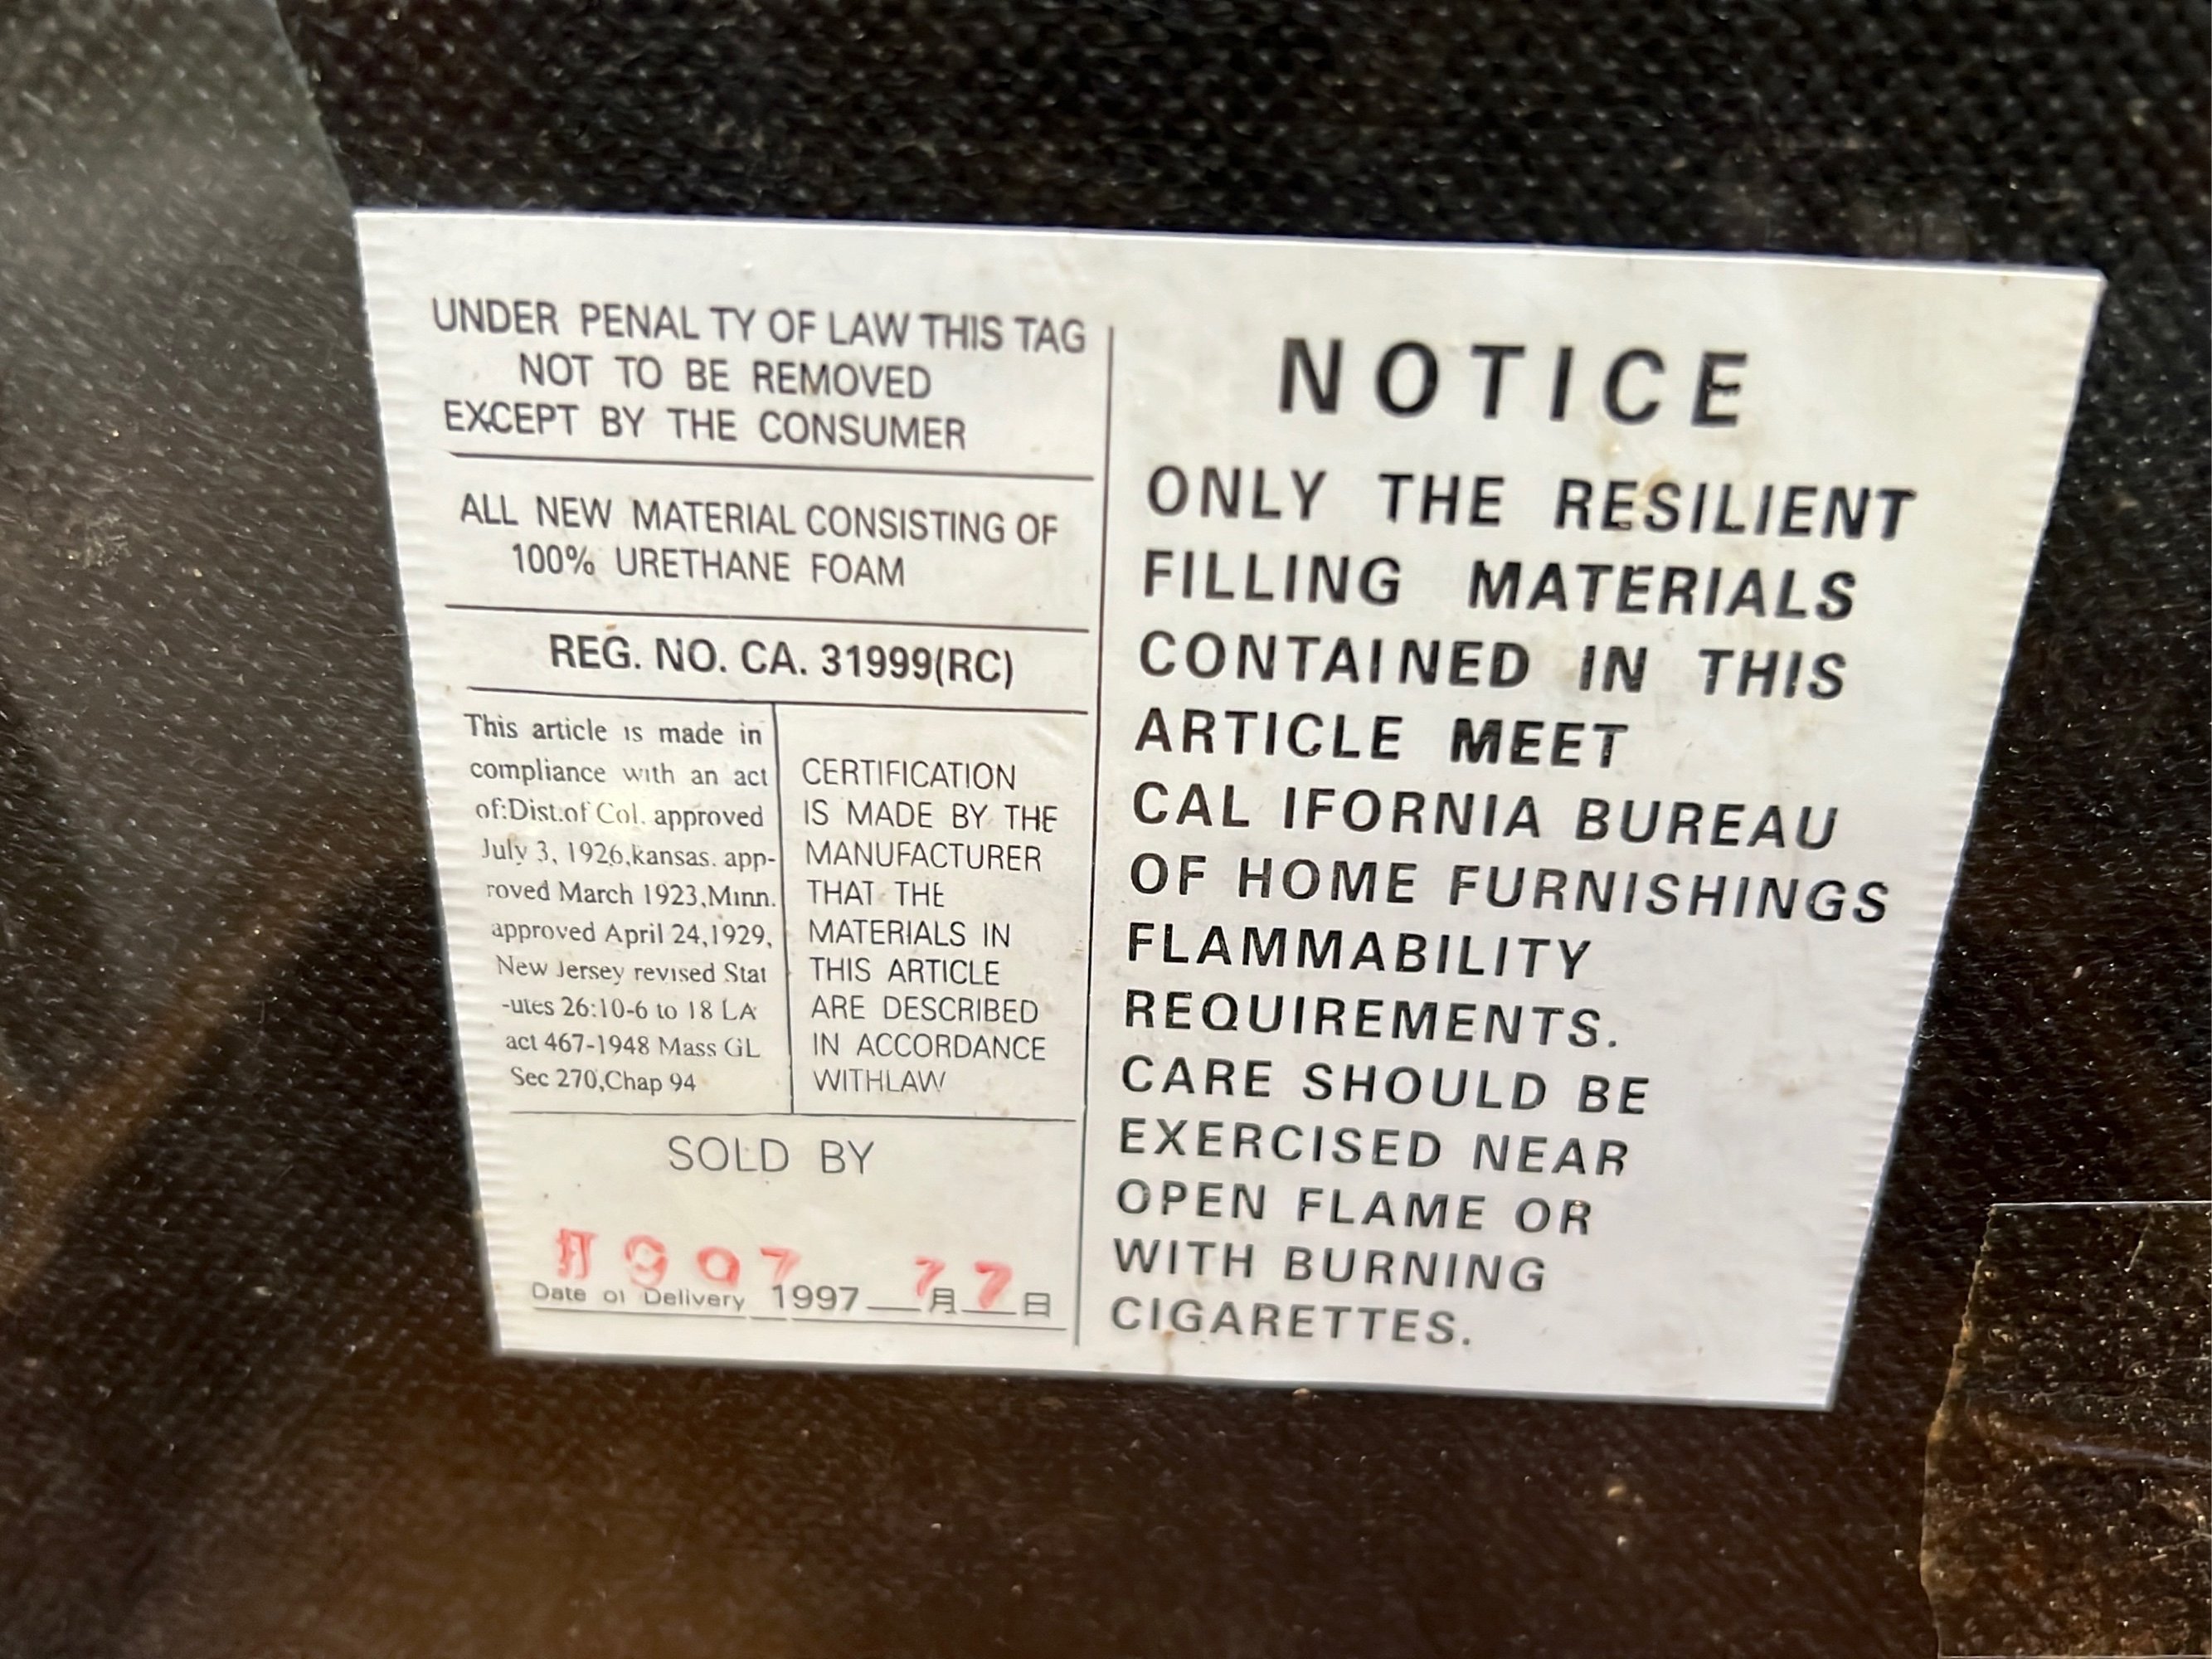 UNDER PENAL TY OF LAW THIS TAG
NOT TO BE REMOVED
EXCEPT BY THE CONSUMER
ALL NEW MATERIAL CONSISTING OF
100% URETHANE FOAM
REG. NO. CA. 31999(RC)
This article is made in
compliance with an act
of:Dist.of Col. approved
July 3, 1926,kansas. app-
roved March 1923,Minn.
approved April 24,1929,
New Jersey revised Stat
-utes 26:10-6 to 18 LA
act 467-1948 Mass GL
Sec 270,Chap 94
CERTIFICATION
IS MADE BY THE
MANUFACTURER
THAT THE
MATERIALS IN
THIS ARTICLE
ARE DESCRIBED
IN ACCORDANCE
WITHLAW
SOLD BY
Date of Delivery 1997 7月 7日
NOTICE
ONLY THE RESILIENT
FILLING MATERIALS
CONTAINED IN THIS
ARTICLE MEET
CAL IFORNIA BUREAU
OF HOME FURNISHINGS
FLAMMABILITY
REQUIREMENTS.
CARE SHOULD BE
EXERCISED NEAR
OPEN FLAME OR
WITH BURNING
CIGARETTES.